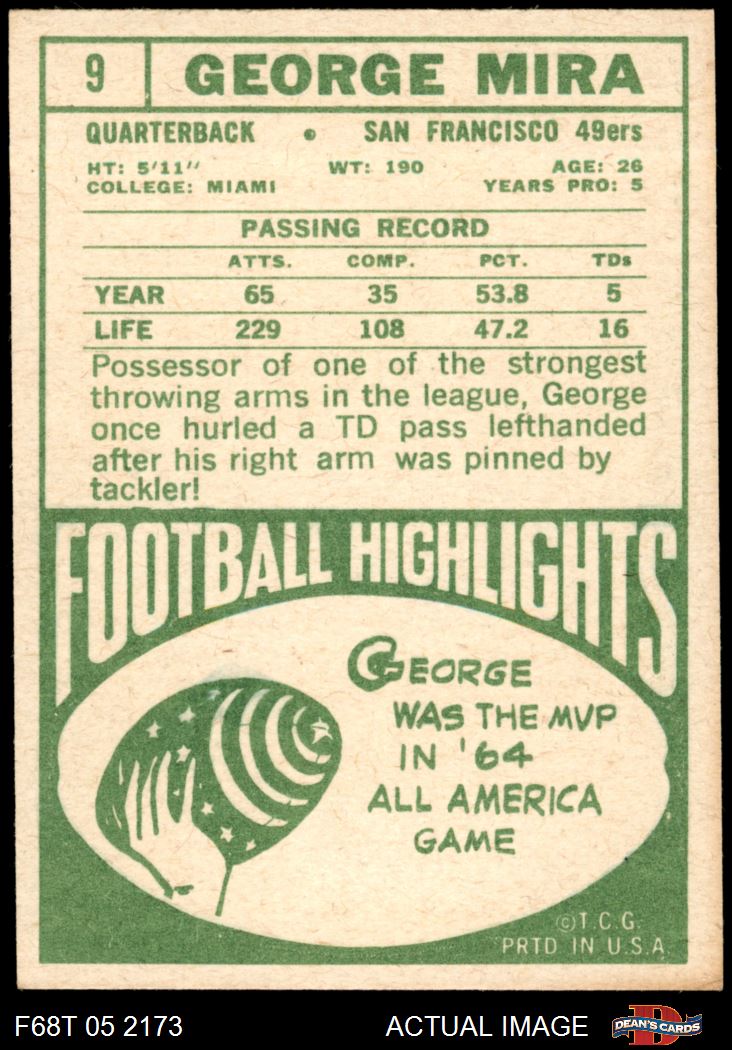 9 GEORGE MIRA
QUARTERBACK • SAN FRANCISCO 49ers
HT: 5'11" WT: 190 AGE: 26
COLLEGE: MIAMI YEARS PRO: 5
PASSING RECORD
ATTS. COMP. PCT. TDs
YEAR 65 35 53.8 5
LIFE 229 108 47.2 16
Possessor of one of the strongest
throwing arms in the league, George
once hurled a TD pass lefthanded
after his right arm was pinned by
tackler!
FOOTBALL HIGHLIGHTS
GEORGE
WAS THE MVP
IN '64
ALL AMERICA
GAME
©T.C.G.
PRTD IN U.S.A.
F68T 05 2173 ACTUAL IMAGE D DEAN'S CARDS